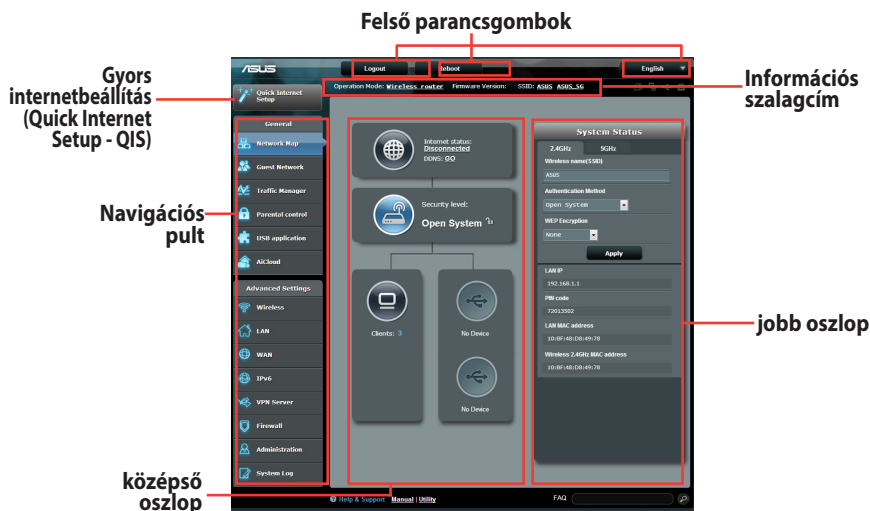 Felső parancsgombok
Gyors
internetbeállítás
(Quick Internet
Setup - QIS)
Navigációs
pult
középső
oszlop
Információs
szalagcím
jobb oszlop
ASUS
Logout
Reboot
English
Operation Mode: Wireless router Firmware Version: SSID: ASUS ASUS_5G
Quick Internet
Setup
General
Network Map
Guest Network
Traffic Manager
Parental control
USB application
AiCloud
Advanced Settings
Wireless
LAN
WAN
IPv6
VPN Server
Firewall
Administration
System Log
Internet status:
Disconnected
DDNS: GO
Security level:
Open System
Clients: 3
No Device
No Device
System Status
2.4GHz 5GHz
Wireless name(SSID)
ASUS
Authentication Method
Open System
WEP Encryption
None
Apply
LAN IP
192.168.1.1
PIN code
72013502
LAN MAC address
10:BF:48:D8:49:78
Wireless 2.4GHz MAC address
10:BF:48:D8:49:78
Help & Support Manual | Utility
FAQ